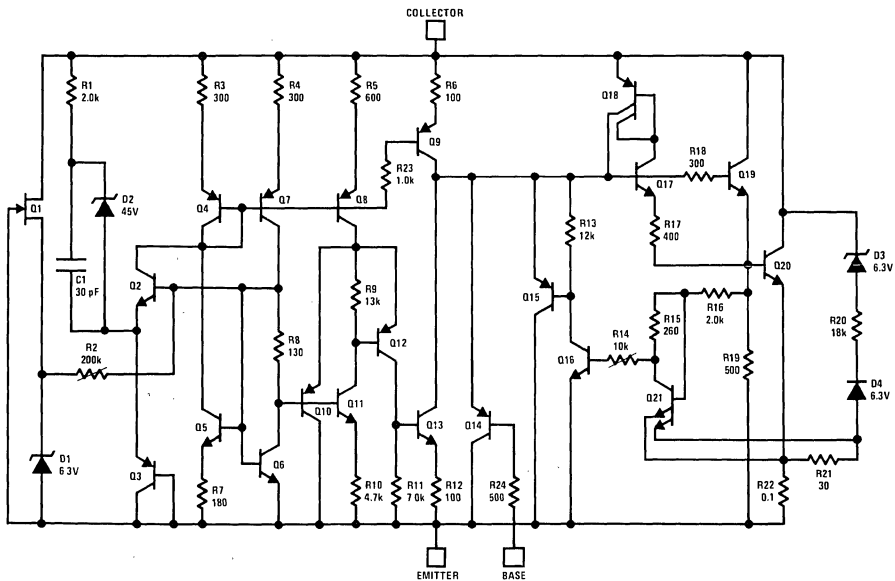 COLLECTOR
R1
2.0k
R3
300
R4
300
R5
600
R6
100
Q18
Q9
R23
1.0k
R18
300
Q19
Q17
D2
45V
Q1
Q4
Q7
Q8
R13
12k
R17
400
Q20
D3
6.3V
C1
30 pF
Q2
R9
13k
Q15
R15
260
R16
2.0k
R20
18k
R2
200k
R8
130
Q12
R14
10k
Q16
R19
500
D4
6.3V
Q10
Q11
Q13
Q14
Q21
Q5
D1
6 3V
Q3
Q6
R7
180
R10
4.7k
R11
7 0k
R12
100
R24
500
R22
0.1
R21
30
EMITTER
BASE